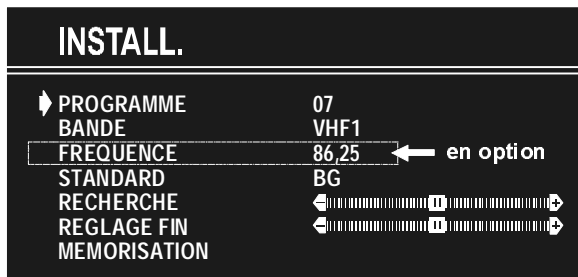 INSTALL.
PROGRAMME 07
BANDE VHF1
FREQUENCE 86,25 en option
STANDARD BG
RECHERCHE
REGLAGE FIN
MEMORISATION